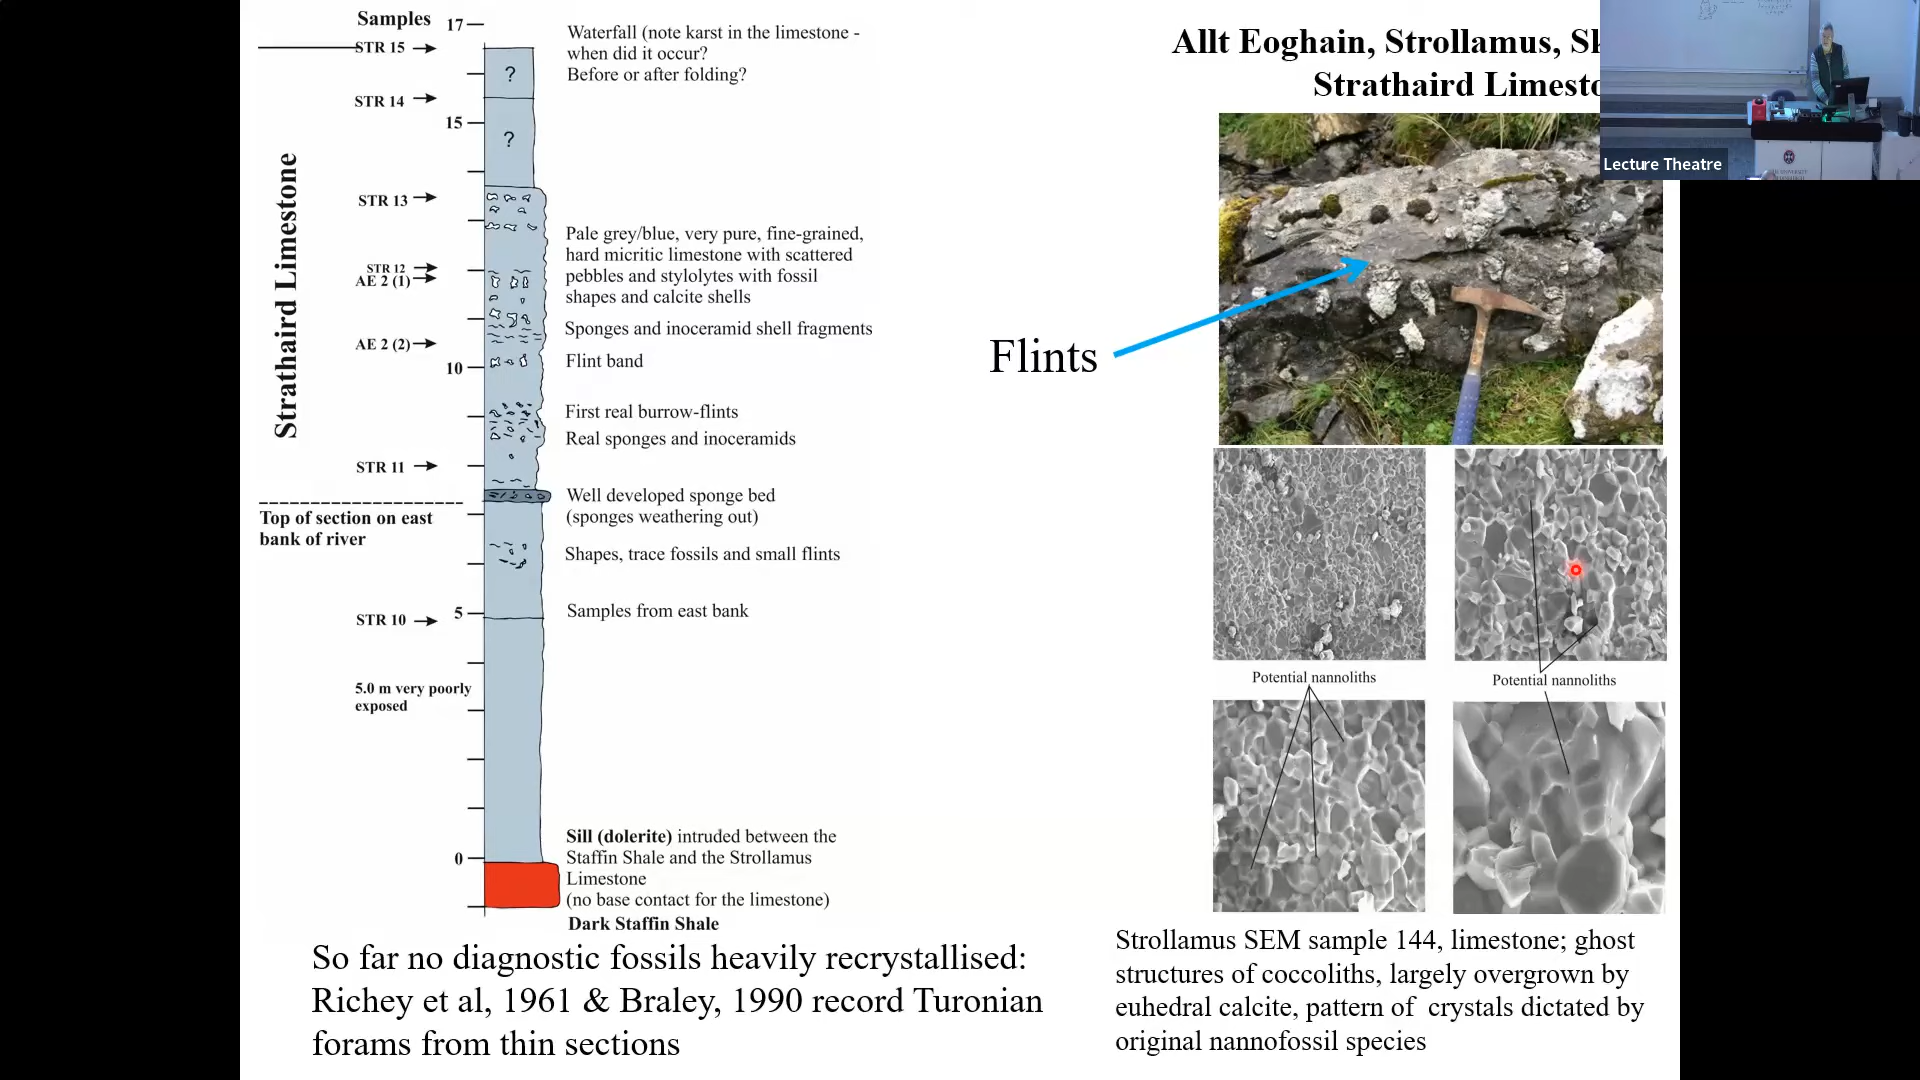 Samples
17
STR 15
STR 14
15
STR 13
STR 12
AE 2 (1)
AE 2 (2)
10
STR 11
Top of section on east
bank of river
5
STR 10
5.0 m very poorly
exposed
0
Strathaird Limestone
?
?
Waterfall (note karst in the limestone -
when did it occur?
Before or after folding?
Pale grey/blue, very pure, fine-grained,
hard micritic limestone with scattered
pebbles and stylolytes with fossil
shapes and calcite shells
Sponges and inoceramid shell fragments
Flint band
First real burrow-flints
Real sponges and inoceramids
Well developed sponge bed
(sponges weathering out)
Shapes, trace fossils and small flints
Samples from east bank
Sill (dolerite) intruded between the
Staffin Shale and the Strollamus
Limestone
(no base contact for the limestone)
Dark Staffin Shale
So far no diagnostic fossils heavily recrystallised:
Richey et al, 1961 & Braley, 1990 record Turonian
forams from thin sections
Allt Eoghain, Strollamus, Sk
Strathaird Limesto
Lecture Theatre
Flints
Potential nannoliths
Potential nannoliths
Strollamus SEM sample 144, limestone; ghost
structures of coccoliths, largely overgrown by
euhedral calcite, pattern of crystals dictated by
original nannofossil species